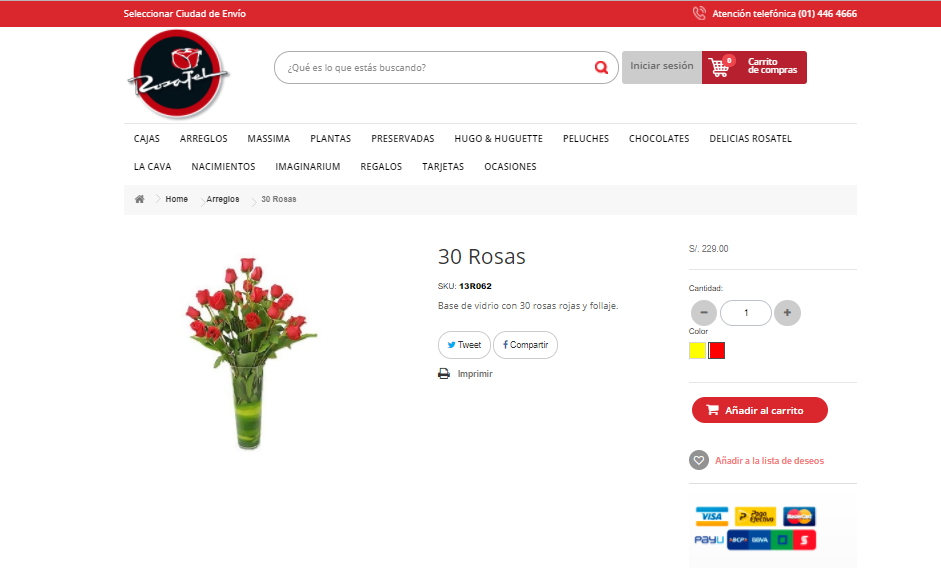 Seleccionar Ciudad de Envío
Atención telefónica (01) 446 4666
Rosatel
¿Qué es lo que estás buscando?
Iniciar sesión
0
Carrito
de compras
CAJAS ARREGLOS MASSIMA PLANTAS PRESERVADAS HUGO & HUGUETTE PELUCHES CHOCOLATES DELICIAS ROSATEL
LA CAVA NACIMIENTOS IMAGINARIUM REGALOS TARJETAS OCASIONES
Home Arreglos 30 Rosas
30 Rosas
SKU: 13R062
Base de vidrio con 30 rosas rojas y follaje.
Tweet
Compartir
Imprimir
S/. 229.00
Cantidad:
1
Color
Añadir al carrito
Añadir a la lista de deseos
VISA PagoEfectivo MasterCard
PayU BCP BBVA S